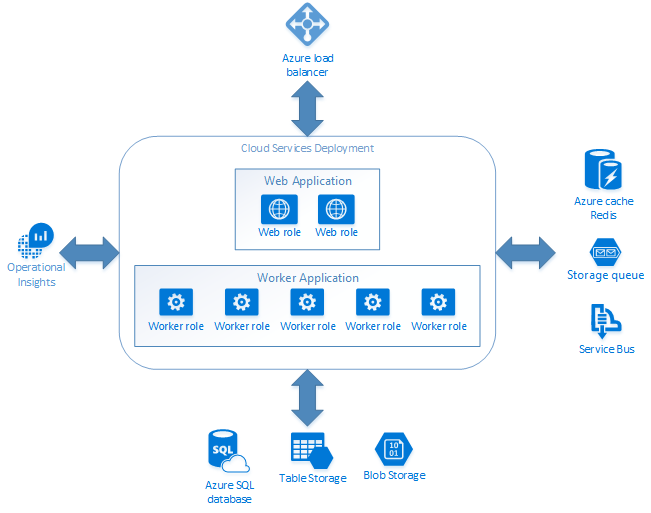 Azure load
balancer
Cloud Services Deployment
Web Application
Web role
Web role
Azure cache
Redis
Operational
Insights
Storage queue
Worker Application
Worker role
Worker role
Worker role
Worker role
Worker role
Service Bus
SQL
10
01
Azure SQL
database
Table Storage
Blob Storage